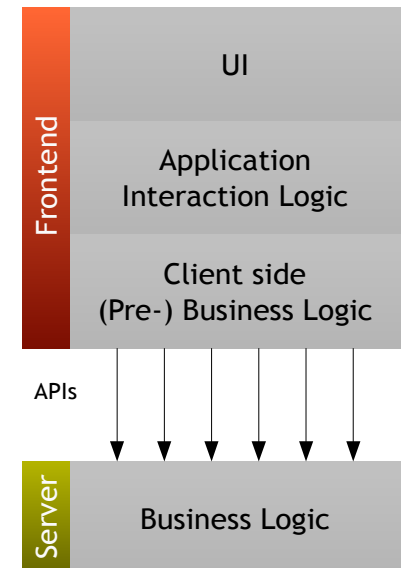 Frontend
UI
Application
Interaction Logic
Client side
(Pre-) Business Logic
APIs
Server
Business Logic